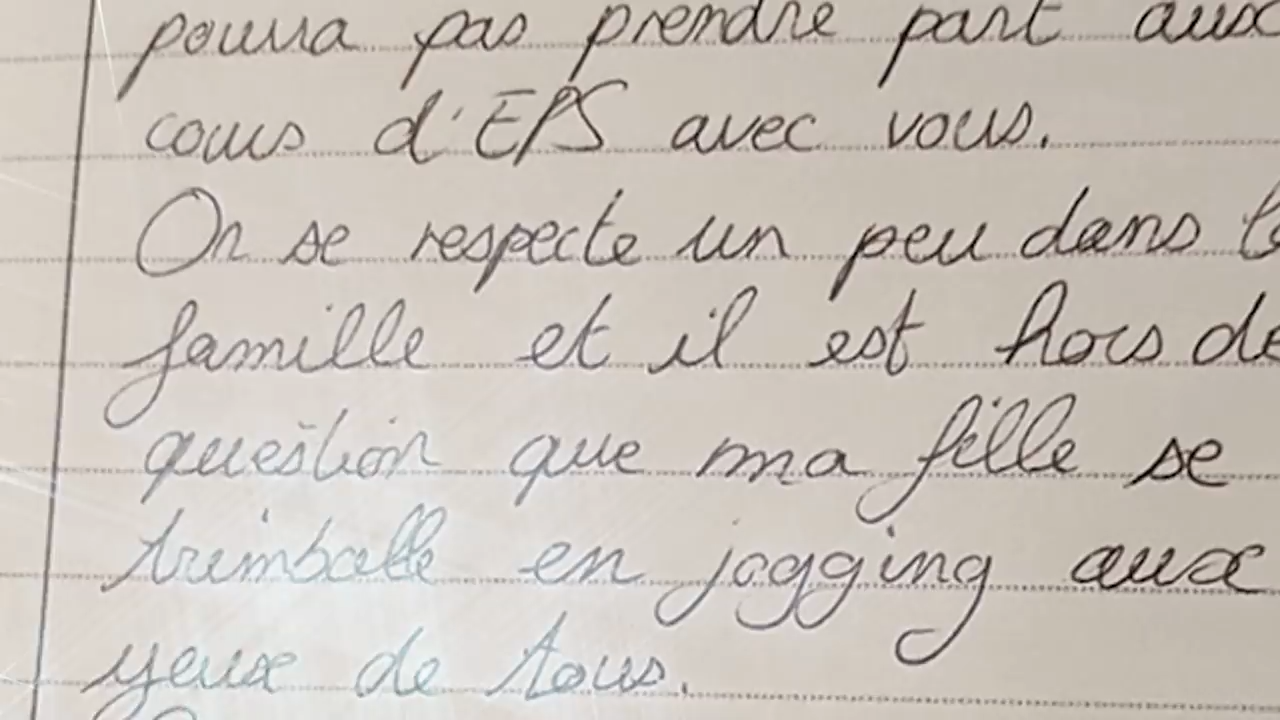 pourra pas prendre part aux
cours d'EPS avec vous.
On se respecte un peu dans
famille et il est hors de
question que ma fille se
trimballe en jogging aux
yeux de tous.